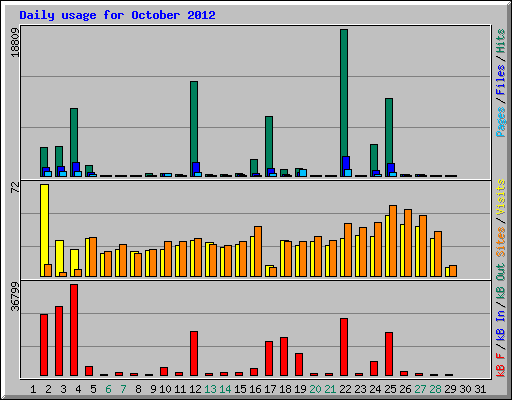 Daily usage for October 2012
18809
72
36799
Pages / Files / Hits
Sites / Visits
kB F / kB In / kB Out
1 2 3 4 5 6 7 8 9 10 11 12 13 14 15 16 17 18 19 20 21 22 23 24 25 26 27 28 29 30 31